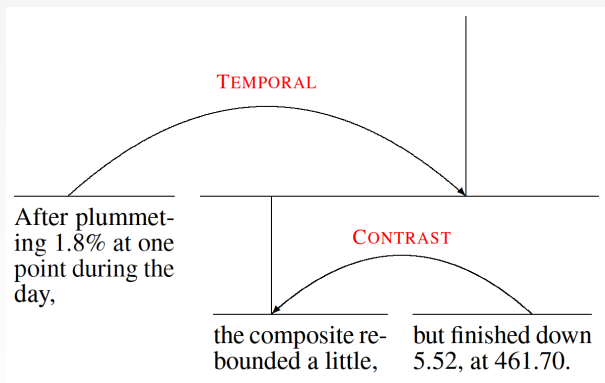 TEMPORAL
After plummet-
ing 1.8% at one
point during the
day,
CONTRAST
the composite re-
bounded a little,
but finished down
5.52, at 461.70.